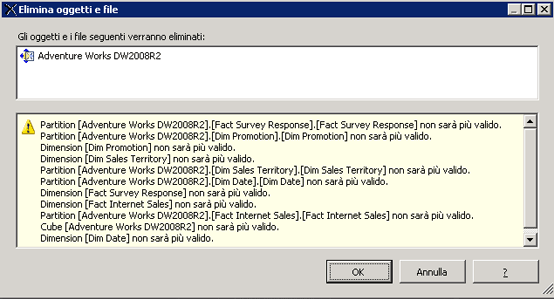 Elimina oggetti e file
Gli oggetti e i file seguenti verranno eliminati:
Adventure Works DW2008R2
Partition [Adventure Works DW2008R2].[Fact Survey Response].[Fact Survey Response] non sarà più valido.
Partition [Adventure Works DW2008R2].[Dim Promotion].[Dim Promotion] non sarà più valido.
Dimension [Dim Promotion] non sarà più valido.
Dimension [Dim Sales Territory] non sarà più valido.
Partition [Adventure Works DW2008R2].[Dim Sales Territory].[Dim Sales Territory] non sarà più valido.
Partition [Adventure Works DW2008R2].[Dim Date].[Dim Date] non sarà più valido.
Dimension [Fact Survey Response] non sarà più valido.
Dimension [Fact Internet Sales] non sarà più valido.
Partition [Adventure Works DW2008R2].[Fact Internet Sales].[Fact Internet Sales] non sarà più valido.
Cube [Adventure Works DW2008R2] non sarà più valido.
Dimension [Dim Date] non sarà più valido.
OK Annulla ?